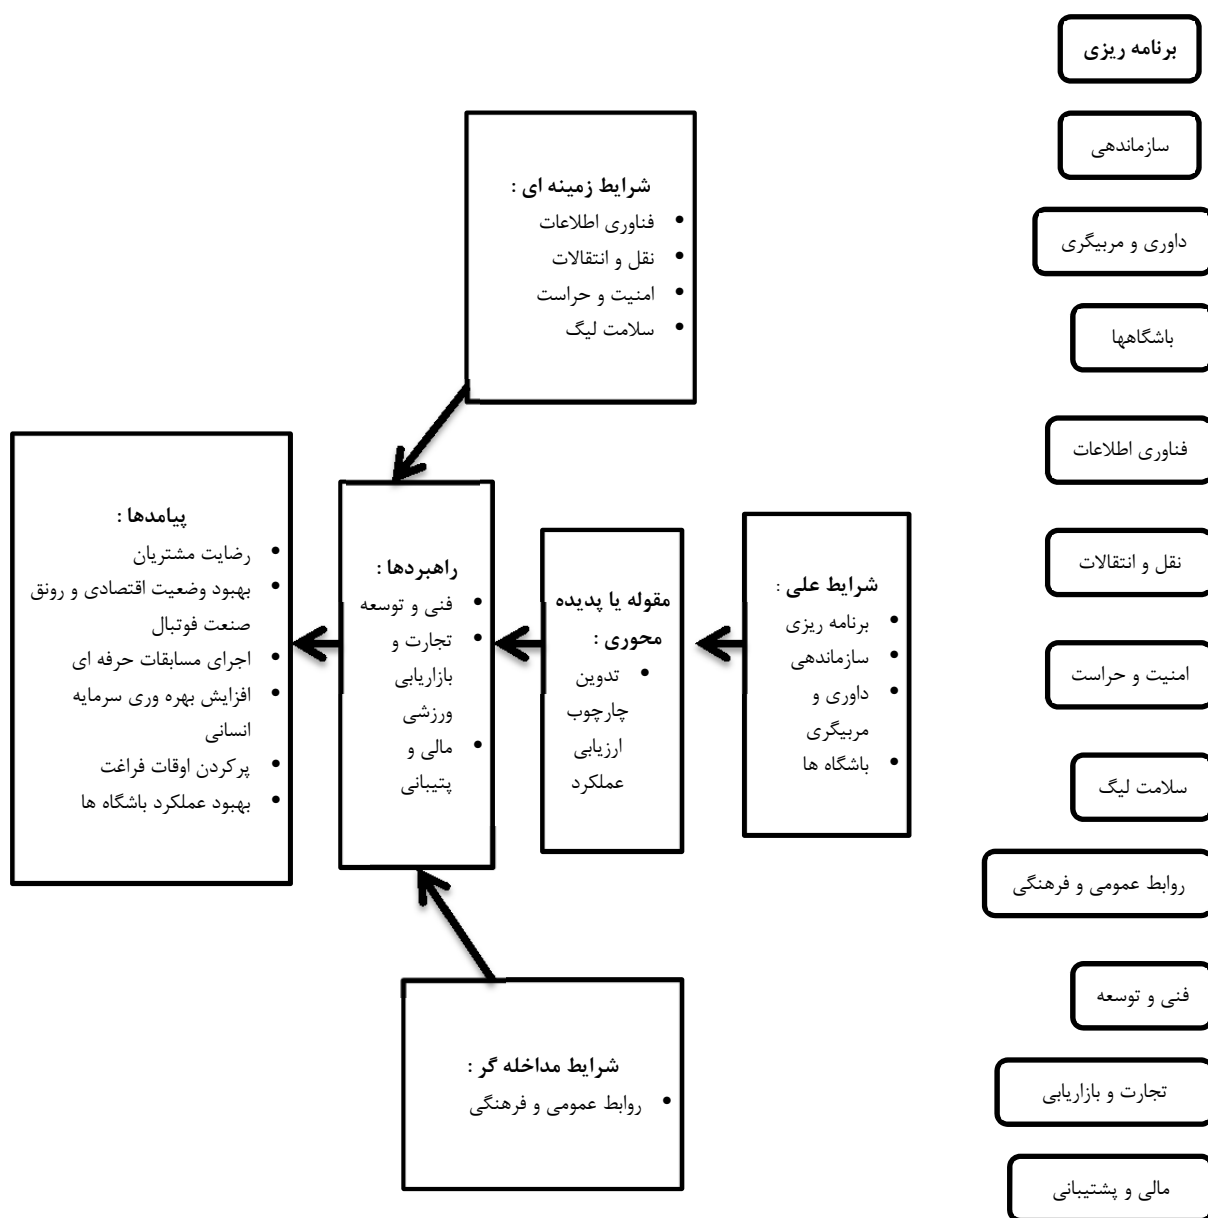 برنامه ریزی
سازماندهی
داوری و مربیگری
باشگاهها
فناوری اطلاعات
نقل و انتقالات
امنیت و حراست
سلامت لیگ
روابط عمومی و فرهنگی
فنی و توسعه
تجارت و بازاریابی
مالی و پشتیبانی
شرایط زمینه ای :
• فناوری اطلاعات
• نقل و انتقالات
• امنیت و حراست
• سلامت لیگ
شرایط علی :
• برنامه ریزی
• سازماندهی
• داوری و
مربیگری
• باشگاه ها
مقوله یا پدیده
محوری :
• تدوین
چارچوب
ارزیابی
عملکرد
راهبردها :
• فنی و توسعه
• تجارت و
بازاریابی
ورزشی
• مالی و
پتیبانی
پیامدها :
• رضایت مشتریان
• بهبود وضعیت اقتصادی و رونق
صنعت فوتبال
• اجرای مسابقات حرفه ای
• افزایش بهره وری سرمایه
انسانی
• پرکردن اوقات فراغت
• بهبود عملکرد باشگاه ها
شرایط مداخله گر :
• روابط عمومی و فرهنگی